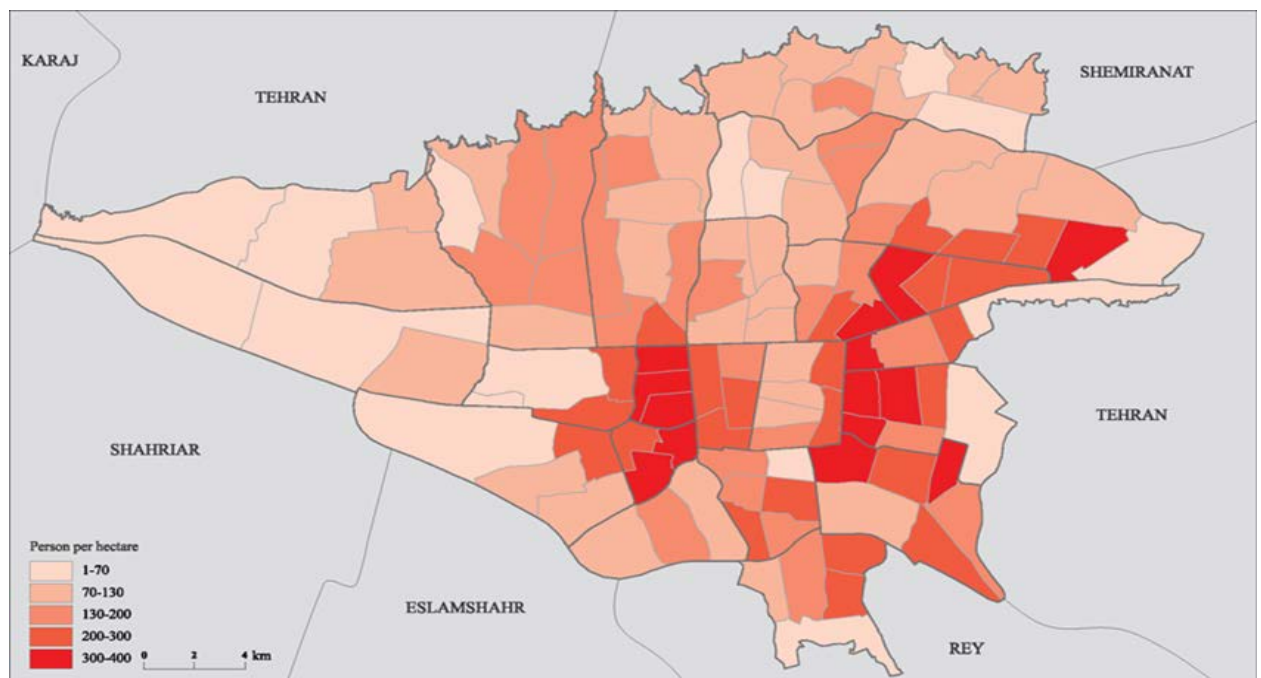 KARAJ
TEHRAN
SHEMIRANAT
TEHRAN
SHAHRIAR
ESLAMSHAHR
REY
Person per hectare
1-70
70-130
130-200
200-300
300-400
0 2 4 km